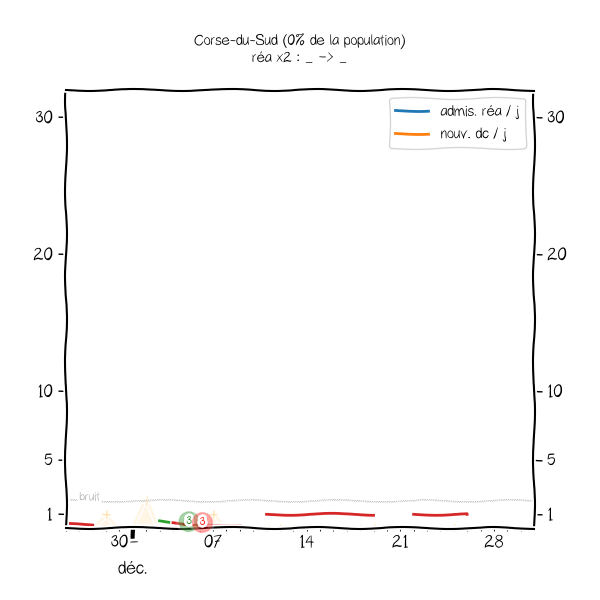 Corse-du-Sud (0% de la population)
réa x2 : _ -> _
admis. réa / j
nouv. dc / j
30 30
20 20
10 10
5 5
bruit
1 3 3 1
30 07 14 21 28
déc.